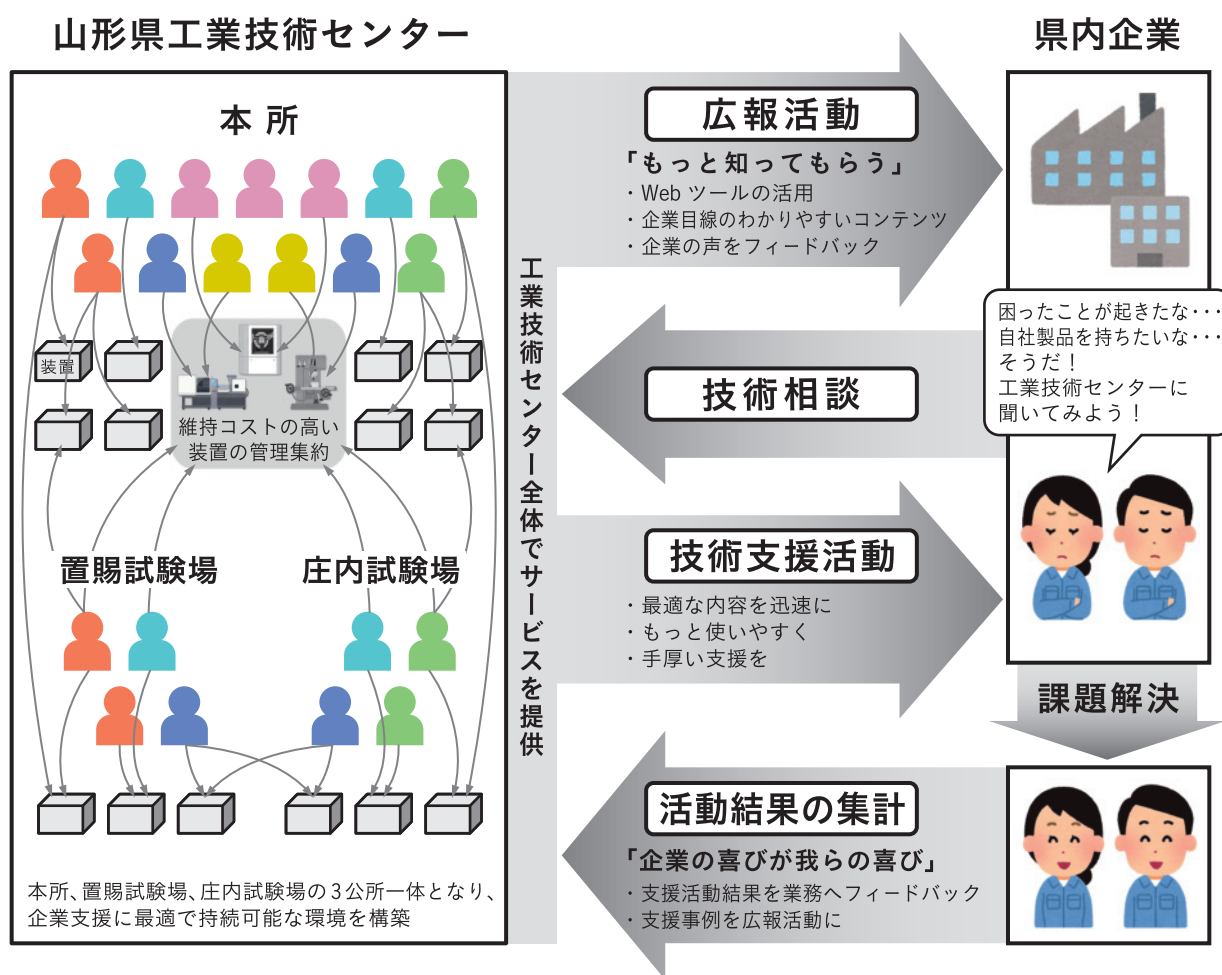 山形県工業技術センター
県内企業
本所
装置
維持コストの高い
装置の管理集約
置賜試験場
庄内試験場
本所、置賜試験場、庄内試験場の3公所一体となり、
企業支援に最適で持続可能な環境を構築
工業技術センター全体でサービスを提供
広報活動
「もっと知ってもらう」
・Web ツールの活用
・企業目線のわかりやすいコンテンツ
・企業の声をフィードバック
困ったことが起きたな・・・
自社製品を持ちたいな・・・
そうだ！
工業技術センターに
聞いてみよう！
技術相談
技術支援活動
・最適な内容を迅速に
・もっと使いやすく
・手厚い支援を
課題解決
活動結果の集計
「企業の喜びが我らの喜び」
・支援活動結果を業務へフィードバック
・支援事例を広報活動に